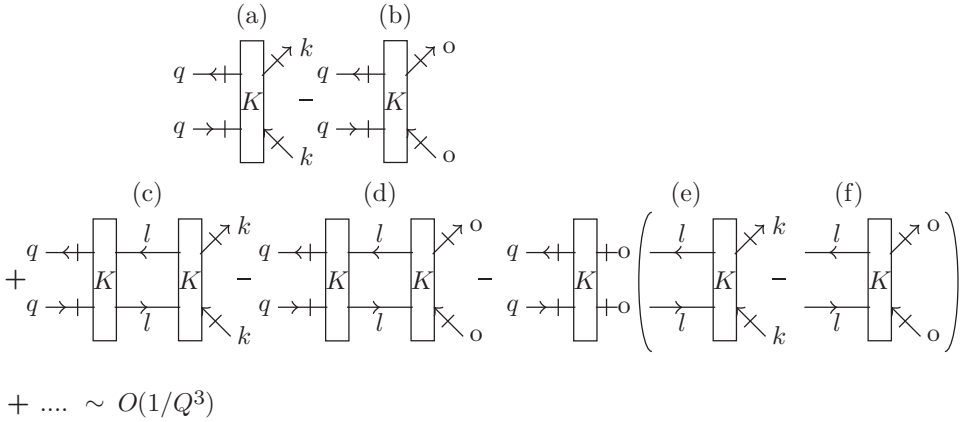 (a) (b)
q K k − q K o
q k q o
(c) (d) (e) (f)
q l k q l o q o l k l o
+ K K − K K − K K − K
q l k q l o q o l k l o
+ .... ~ O(1/Q³)